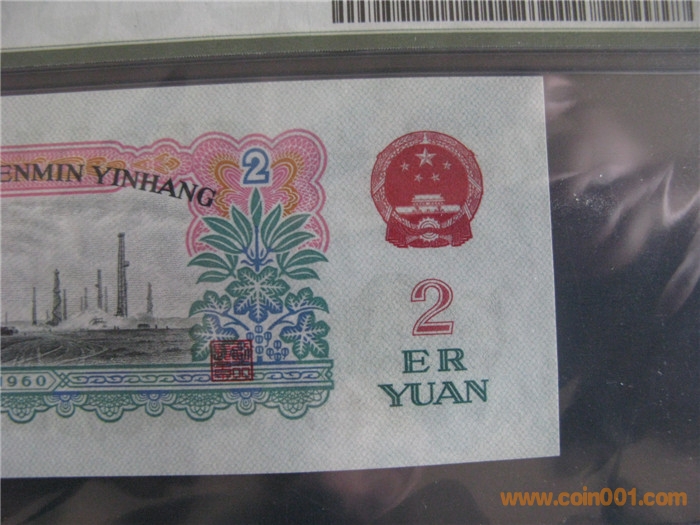 ENMIN YINHANG
2
2
ER
YUAN
1960
www.coin001.com